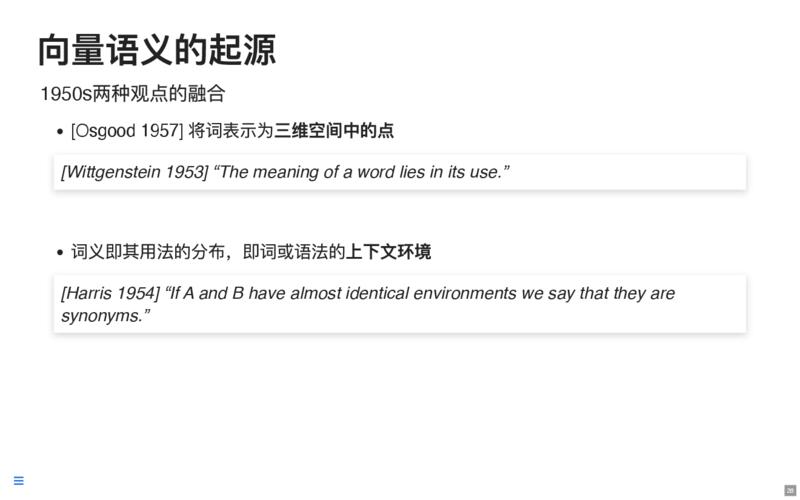 向量语义的起源
1950s两种观点的融合
• [Osgood 1957] 将词表示为三维空间中的点
[Wittgenstein 1953] “The meaning of a word lies in its use.”
• 词义即其用法的分布，即词或语法的上下文环境
[Harris 1954] “If A and B have almost identical environments we say that they are
synonyms.”
28